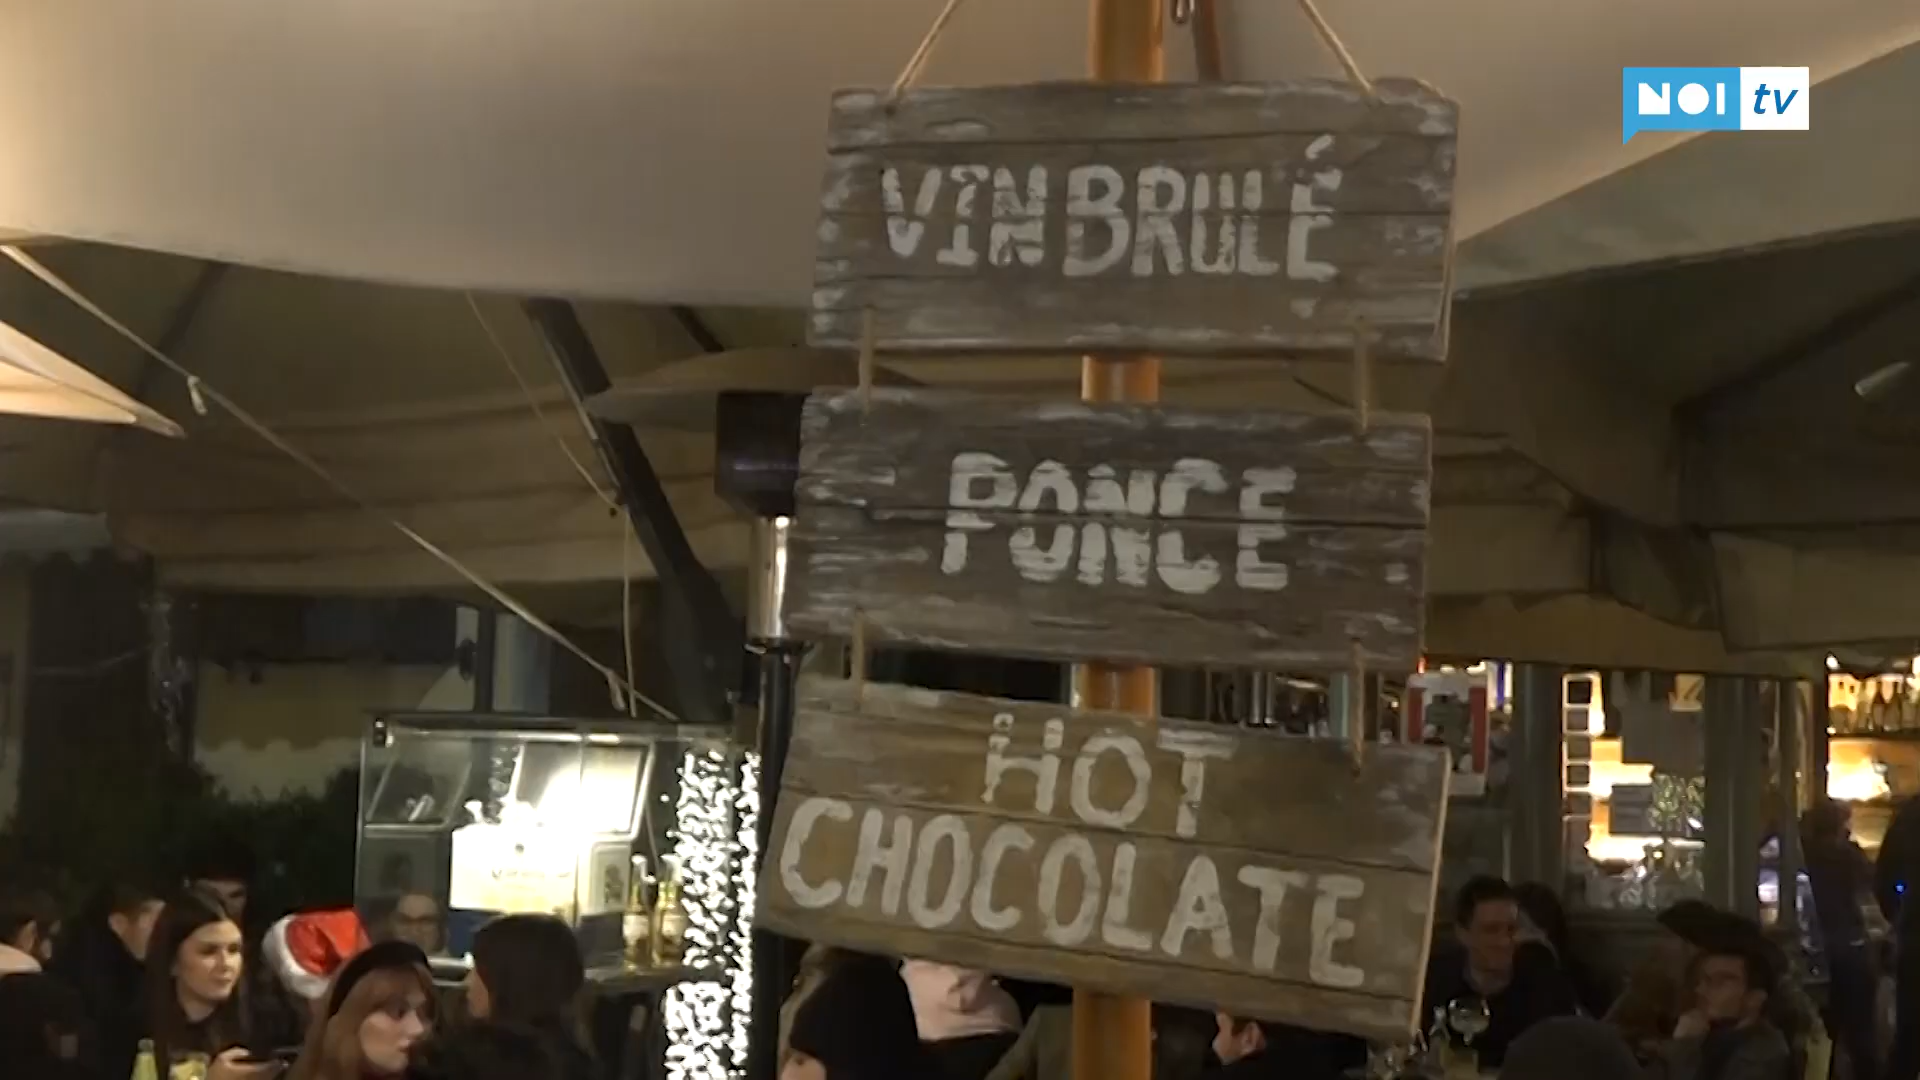 NOI tv
VIN BRULÉ
PONCE
HOT
CHOCOLATE